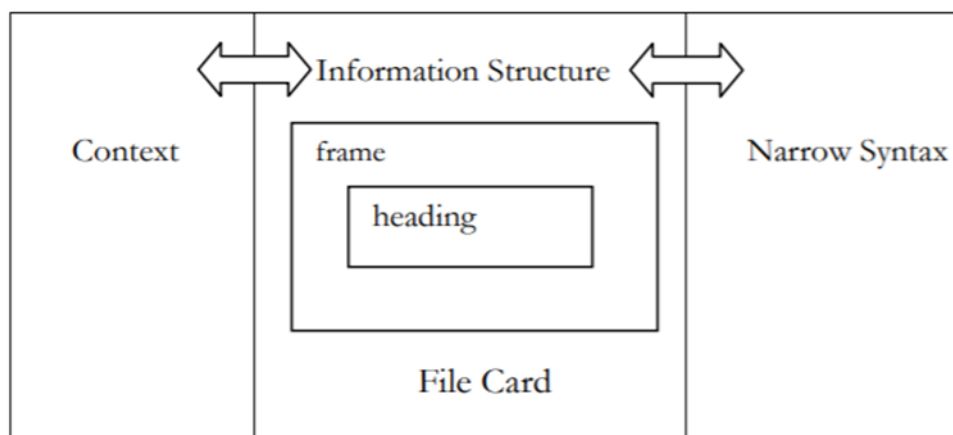 Information Structure
Context
frame
Narrow Syntax
heading
File Card